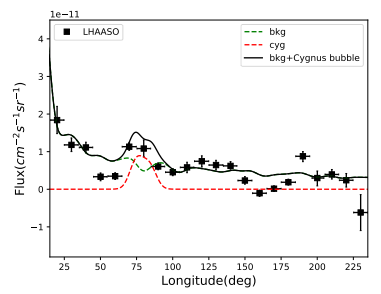 1e−11
LHAASO
bkg
cyg
bkg+Cygnus bubble
Flux(cm⁻²s⁻¹sr⁻¹)
4
3
2
1
0
−1
25 50 75 100 125 150 175 200 225
Longitude(deg)